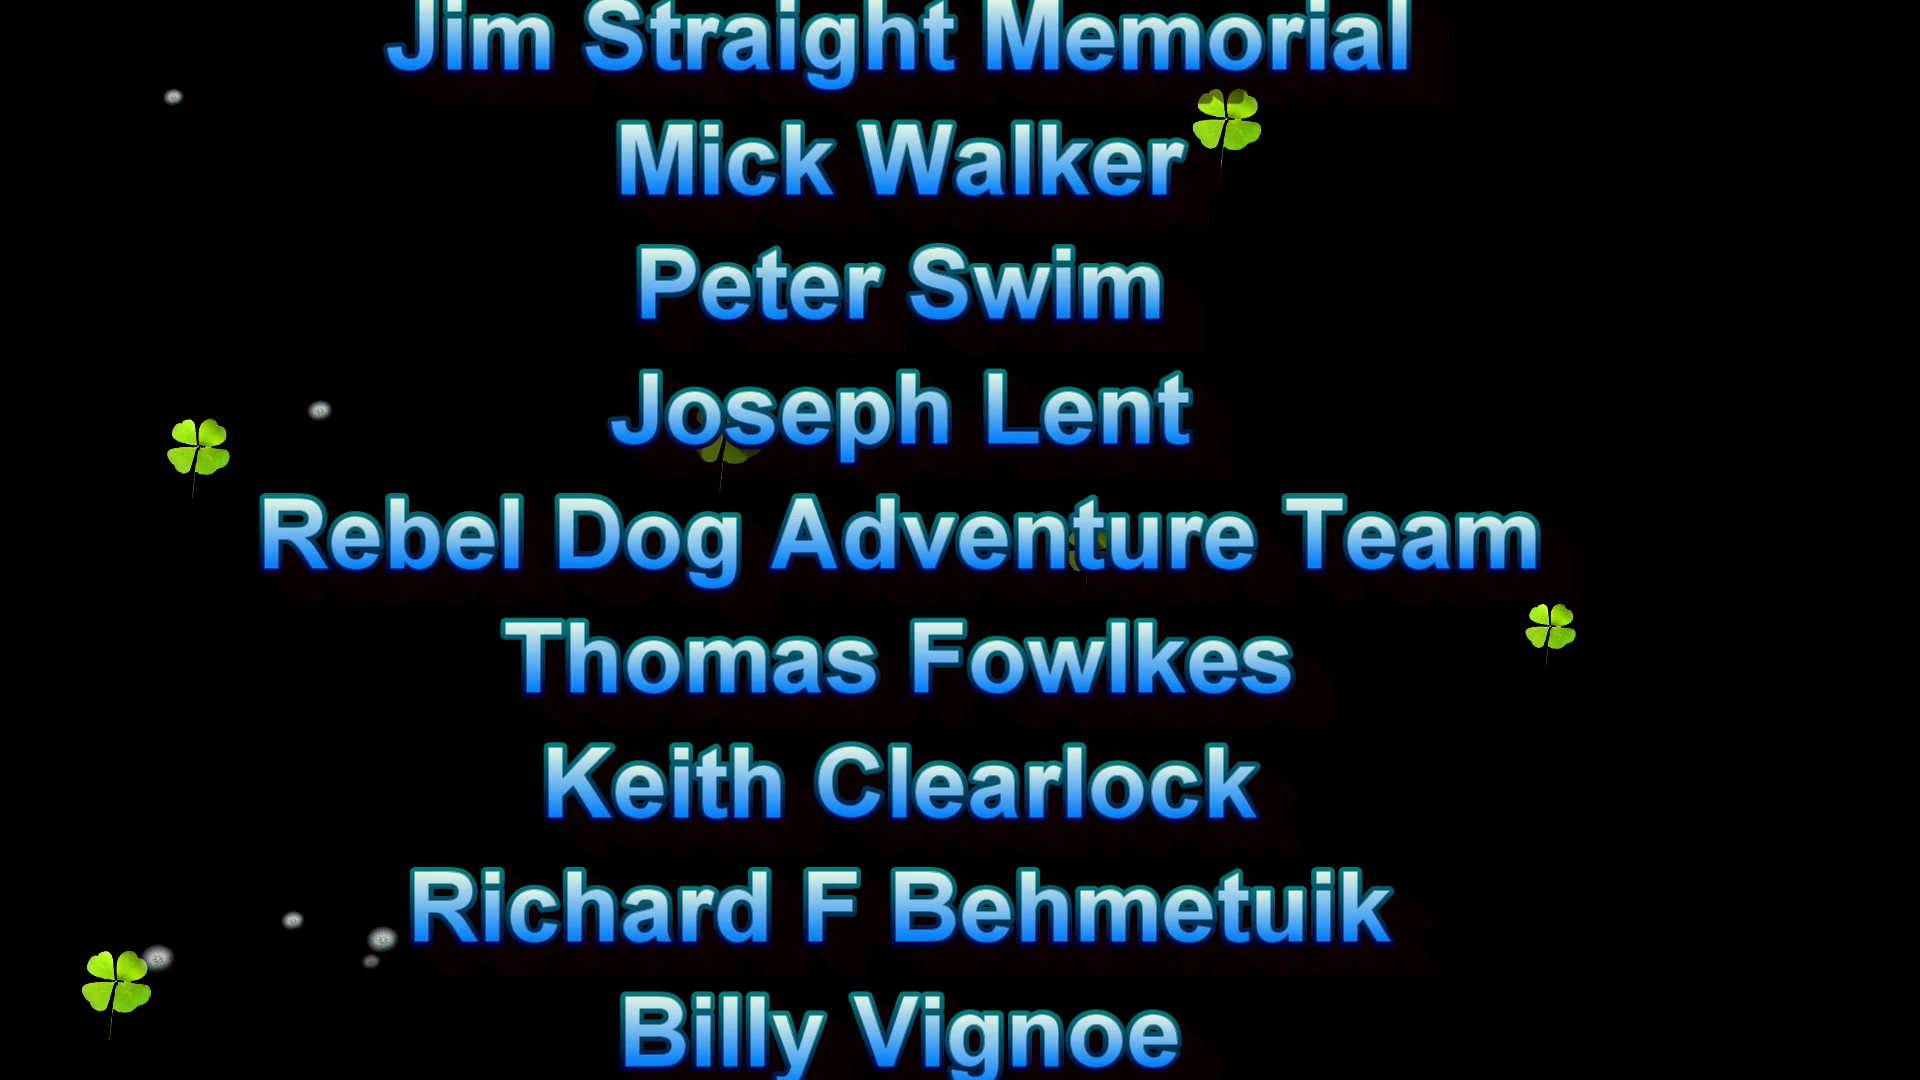 Jim Straight Memorial
Mick Walker
Peter Swim
Joseph Lent
Rebel Dog Adventure Team
Thomas Fowlkes
Keith Clearlock
Richard F Behmetuik
Billy Vignoe